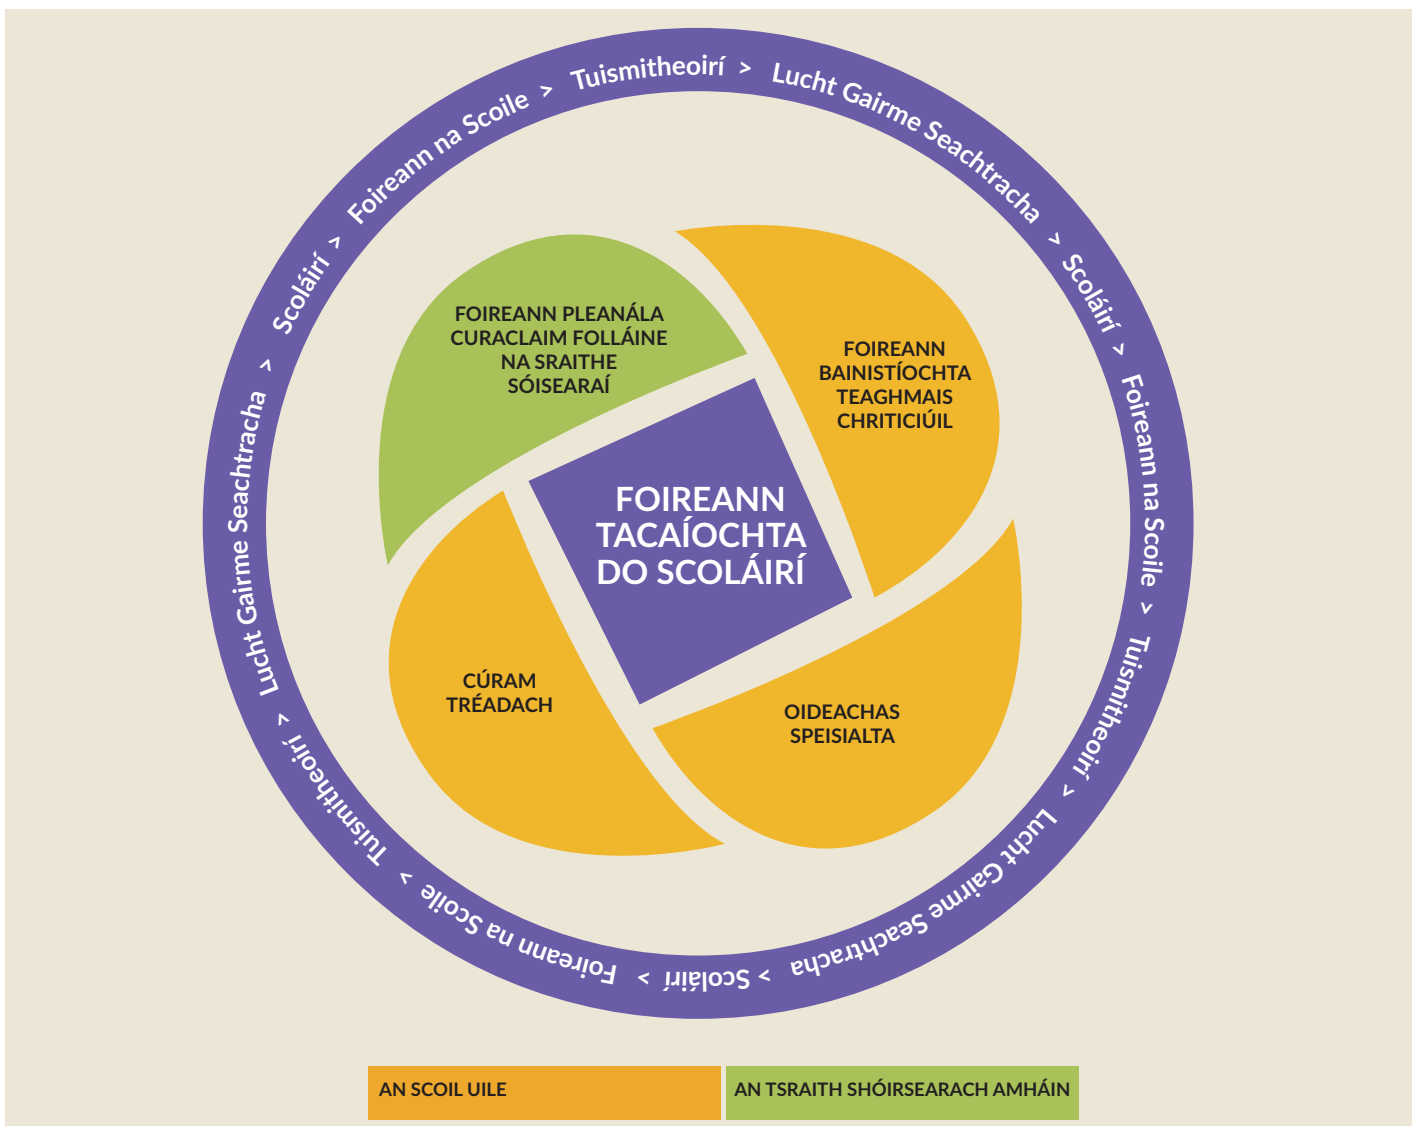 Scoláirí > Foireann na Scoile > Tuismitheoirí > Lucht Gairme Seachtracha > Scoláirí > Foireann na Scoile > Tuismitheoirí > Lucht Gairme Seachtracha > Scoláirí > Foireann na Scoile > Tuismitheoirí > Lucht Gairme Seachtracha >
FOIREANN PLEANÁLA
CURACLAIM FOLLÁINE
NA SRAITHE
SÓISEARAÍ
FOIREANN
BAINISTÍOCHTA
TEAGHMAIS
CHRITICIÚIL
FOIREANN
TACAÍOCHTA
DO SCOLÁIRÍ
CÚRAM
TRÉADACH
OIDEACHAS
SPEISIALTA
AN SCOIL UILE
AN TSRAITH SHÓIRSEARACH AMHÁIN